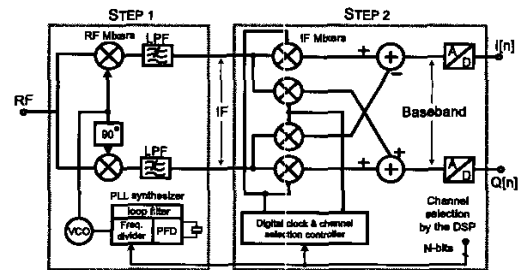 STEP 1
STEP 2
RF Mixers
LPF
IF Mixers
+
+
−
A
D
I[n]
RF
90°
IF
Baseband
LPF
+
+
+
A
D
Q[n]
PLL synthesizer
loop filter
Freq. divider
PFD
VCO
Digital clock & channel
selection controller
Channel
selection
by the DSP
N-bits